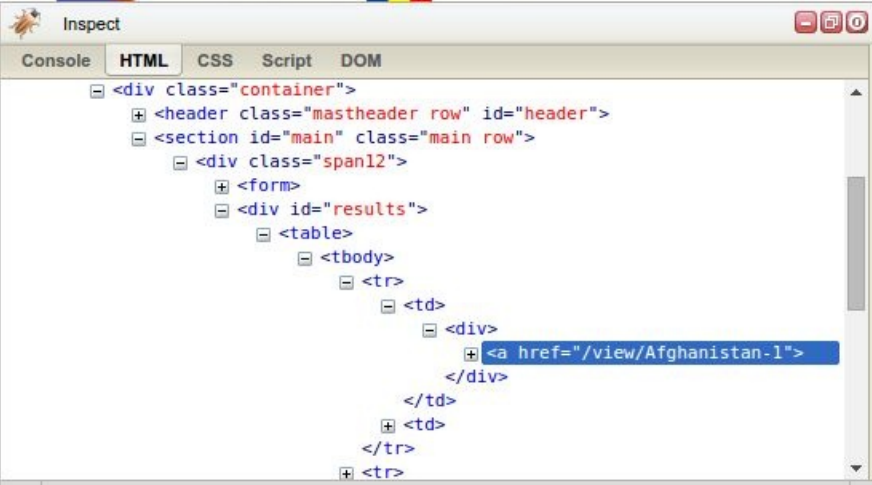 Inspect
Console HTML CSS Script DOM
<div class="container">
<header class="mastheader row" id="header">
<section id="main" class="main row">
<div class="span12">
<form>
<div id="results">
<table>
<tbody>
<tr>
<td>
<div>
<a href="/view/Afghanistan-1">
</div>
</td>
<td>
</tr>
<tr>